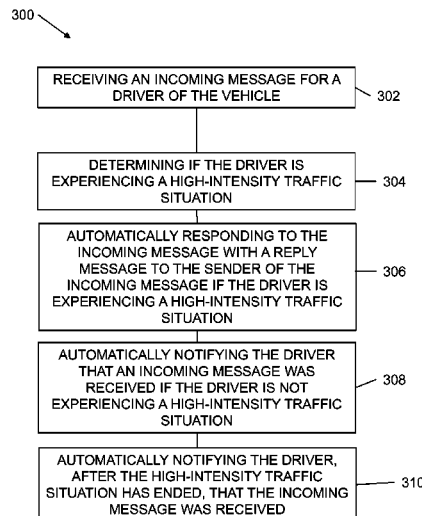 300
RECEIVING AN INCOMING MESSAGE FOR A
DRIVER OF THE VEHICLE
302
DETERMINING IF THE DRIVER IS
EXPERIENCING A HIGH-INTENSITY TRAFFIC
SITUATION
304
AUTOMATICALLY RESPONDING TO THE
INCOMING MESSAGE WITH A REPLY
MESSAGE TO THE SENDER OF THE
INCOMING MESSAGE IF THE DRIVER IS
EXPERIENCING A HIGH-INTENSITY TRAFFIC
SITUATION
306
AUTOMATICALLY NOTIFYING THE DRIVER
THAT AN INCOMING MESSAGE WAS
RECEIVED IF THE DRIVER IS NOT
EXPERIENCING A HIGH-INTENSITY TRAFFIC
SITUATION
308
AUTOMATICALLY NOTIFYING THE DRIVER,
AFTER THE HIGH-INTENSITY TRAFFIC
SITUATION HAS ENDED, THAT THE INCOMING
MESSAGE WAS RECEIVED
310